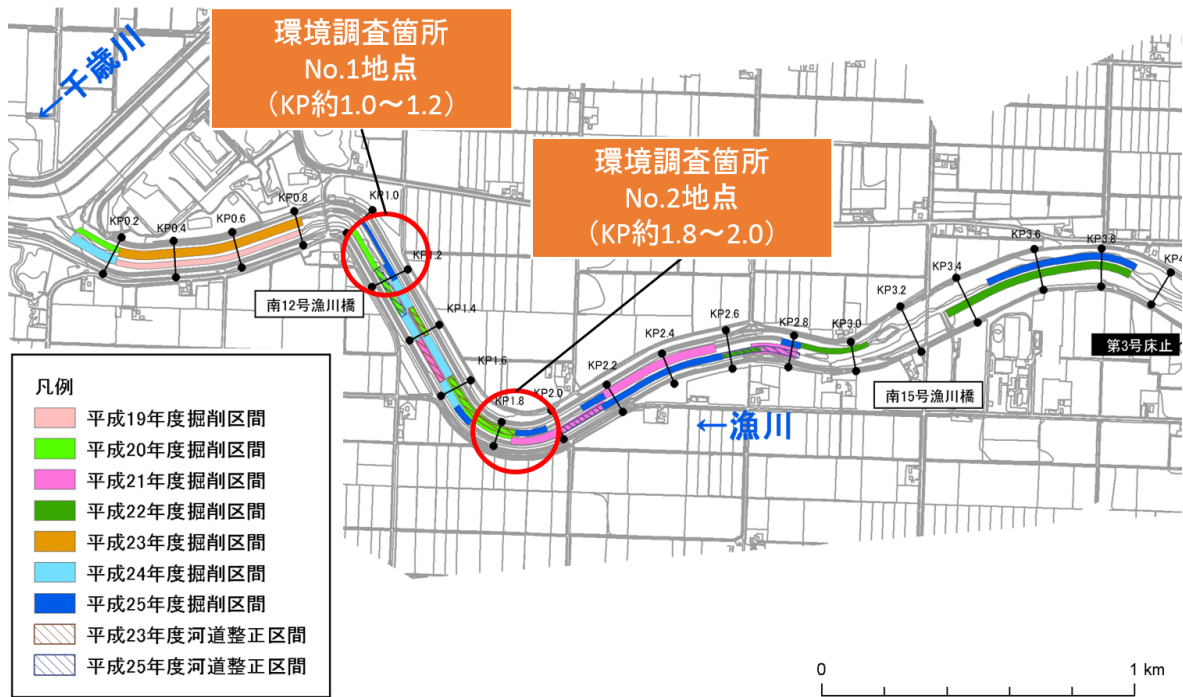 環境調査箇所
No.1地点
(KP約1.0～1.2)
環境調査箇所
No.2地点
(KP約1.8～2.0)
←千歳川
KP0.2
KP0.4
KP0.6
KP0.8
KP1.0
KP1.2
KP1.4
KP1.6
KP1.8
KP2.0
KP2.2
KP2.4
KP2.6
KP2.8
KP3.0
KP3.2
KP3.4
KP3.6
KP3.8
南12号漁川橋
南15号漁川橋
第3号床止
←漁川
凡例
平成19年度掘削区間
平成20年度掘削区間
平成21年度掘削区間
平成22年度掘削区間
平成23年度掘削区間
平成24年度掘削区間
平成25年度掘削区間
平成23年度河道整正区間
平成25年度河道整正区間
0
1 km